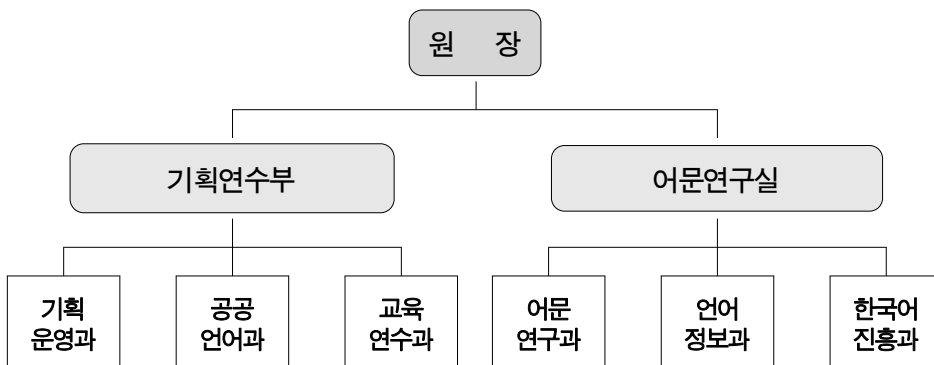 원 장
기획연수부
어문연구실
기획
운영과
공공
언어과
교육
연수과
어문
연구과
언어
정보과
한국어
진흥과